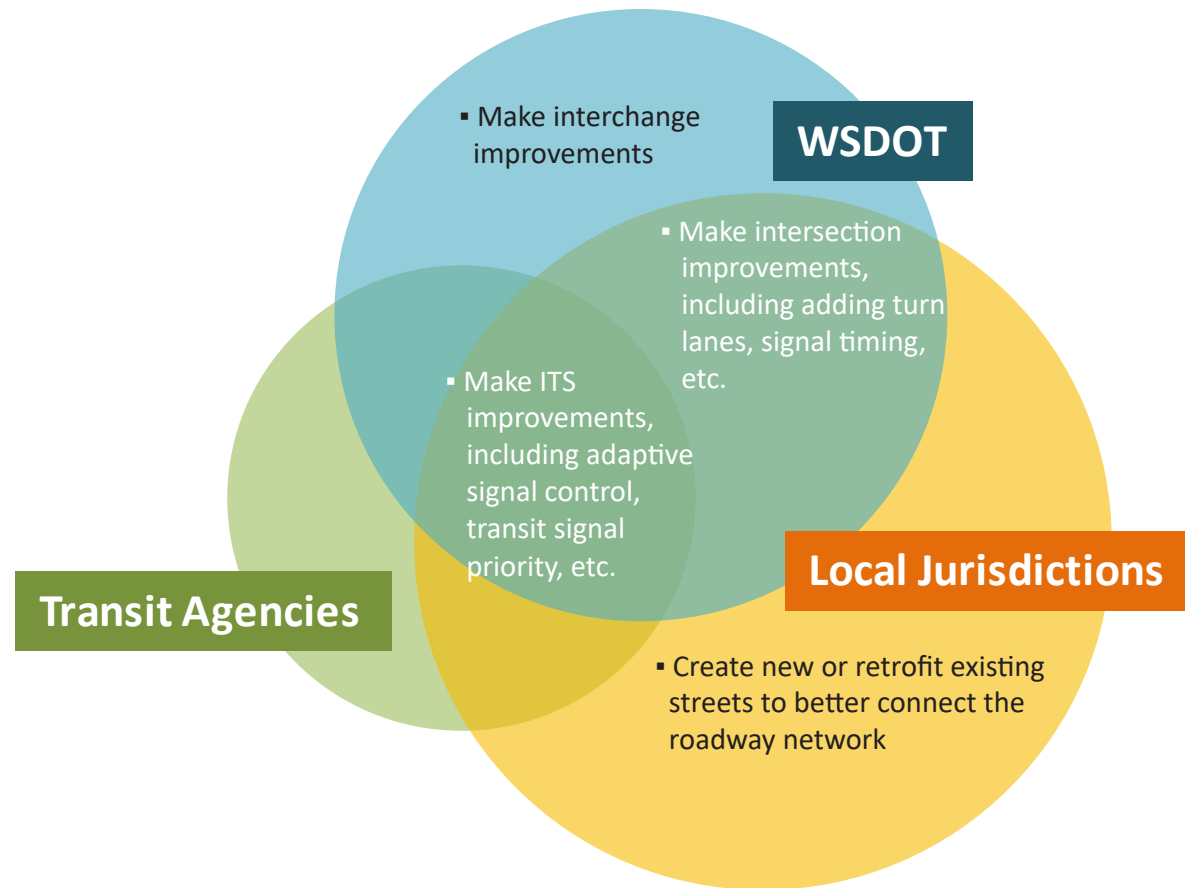 ▪ Make interchange
improvements
WSDOT
▪ Make intersection
improvements,
including adding turn
lanes, signal timing,
etc.
▪ Make ITS
improvements,
including adaptive
signal control,
transit signal
priority, etc.
Local Jurisdictions
Transit Agencies
▪ Create new or retrofit existing
streets to better connect the
roadway network